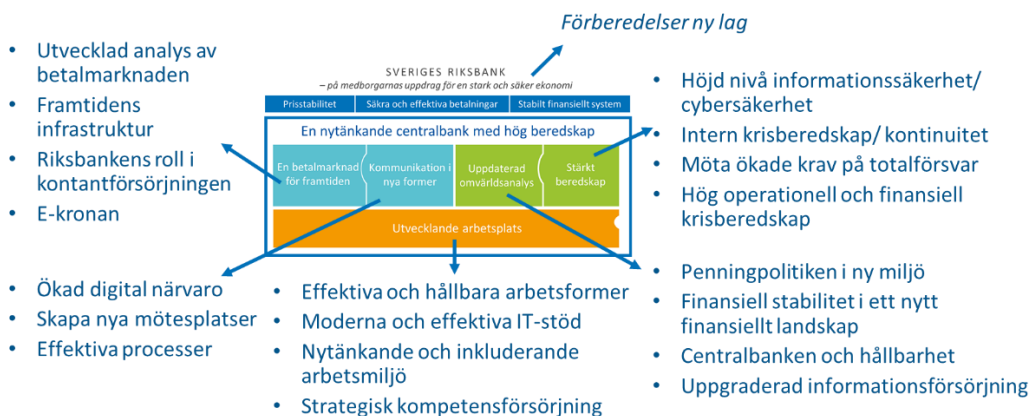 Förberedelser ny lag
• Utvecklad analys av
betalmarknaden
• Framtidens
infrastruktur
• Riksbankens roll i
kontantförsörjningen
• E-kronan
SVERIGES RIKSBANK
– på medborgarnas uppdrag för en stark och säker ekonomi
Prisstabilitet
Säkra och effektiva betalningar
Stabilt finansiellt system
En nytänkande centralbank med hög beredskap
En betalmarknad
för framtiden
Kommunikation i
nya former
Uppdaterad
omvärldsanalys
Stärkt
beredskap
Utvecklande arbetsplats
• Höjd nivå informationssäkerhet/
cybersäkerhet
• Intern krisberedskap/ kontinuitet
• Möta ökade krav på totalförsvar
• Hög operationell och finansiell
krisberedskap
• Ökad digital närvaro
• Skapa nya mötesplatser
• Effektiva processer
• Effektiva och hållbara arbetsformer
• Moderna och effektiva IT-stöd
• Nytänkande och inkluderande
arbetsmiljö
• Strategisk kompetensförsörjning
• Penningpolitiken i ny miljö
• Finansiell stabilitet i ett nytt
finansiellt landskap
• Centralbanken och hållbarhet
• Uppgraderad informationsförsörjning